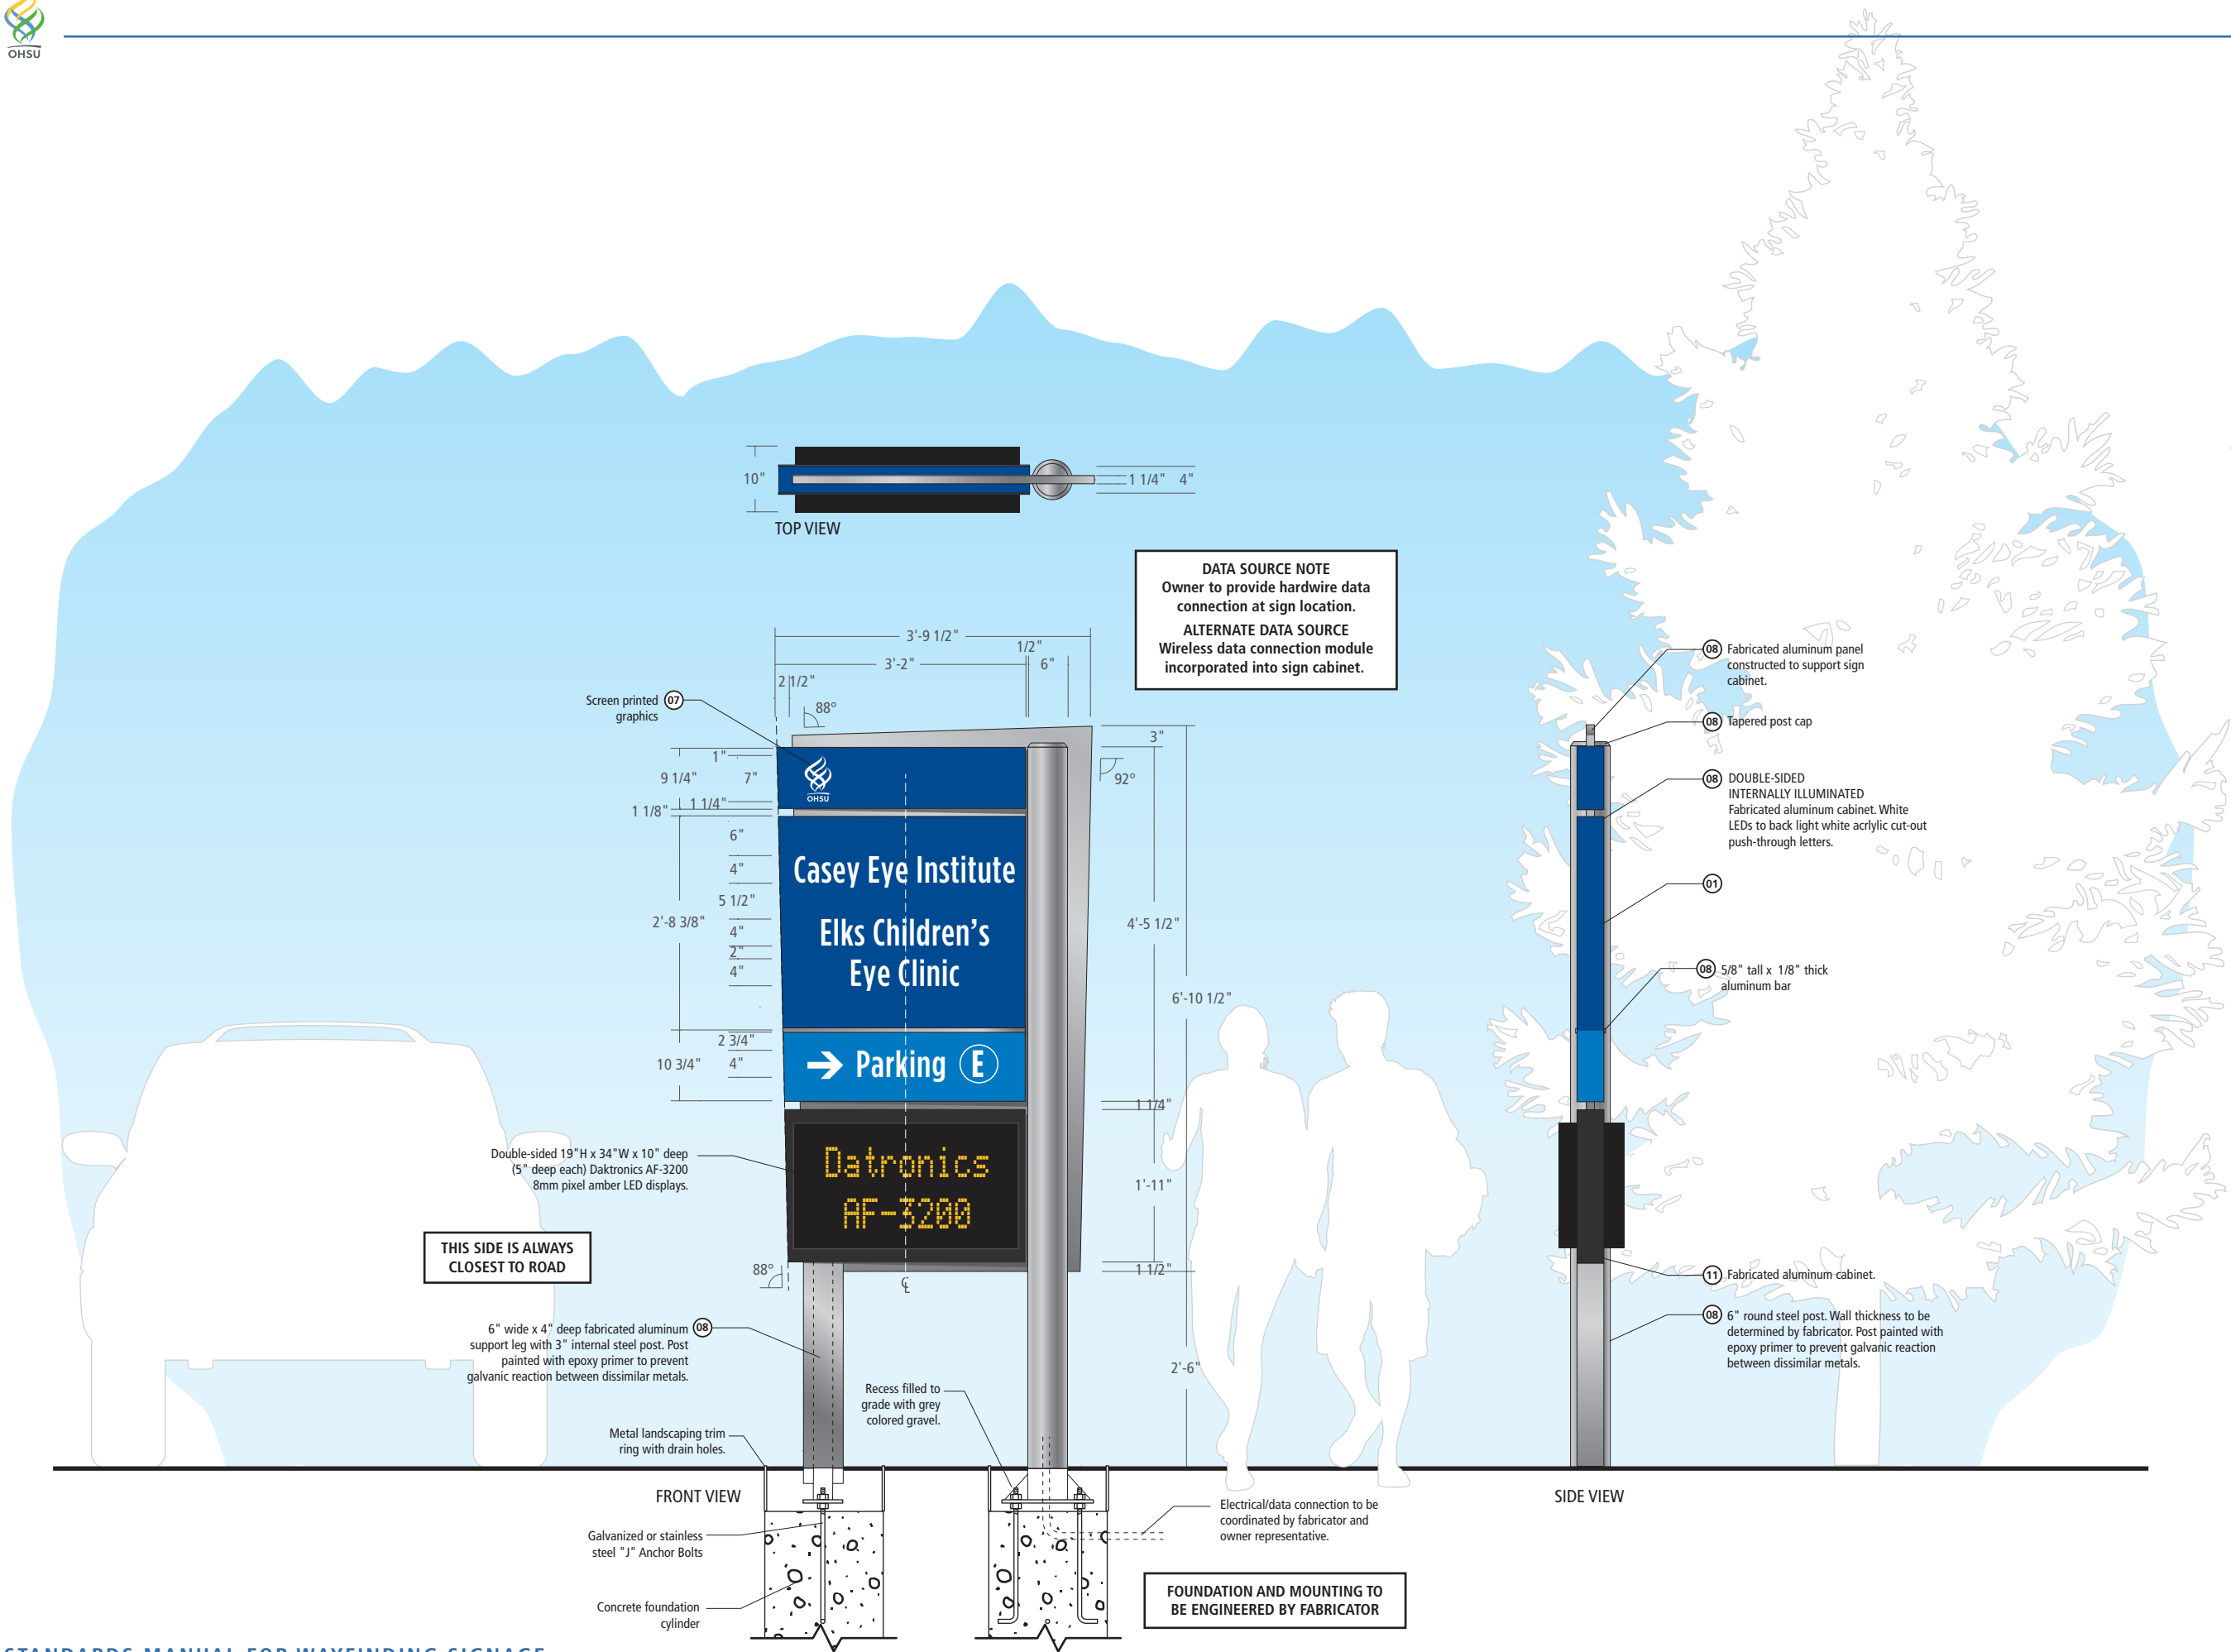 OHSU
10"
1 1/4" 4"
TOP VIEW
DATA SOURCE NOTE
Owner to provide hardwire data
connection at sign location.
ALTERNATE DATA SOURCE
Wireless data connection module
incorporated into sign cabinet.
3'-9 1/2"
1/2"
3'-2"
6"
2 1/2"
88°
Screen printed 07
graphics
3"
92°
1"
9 1/4"
7"
1 1/4"
1 1/8"
OHSU
6"
4"
5 1/2"
2'-8 3/8"
4"
2"
4"
Casey Eye Institute
Elks Children's
Eye Clinic
4'-5 1/2"
6'-10 1/2"
2 3/4"
10 3/4"
4"
→ Parking E
1 1/4"
Double-sided 19"H x 34"W x 10" deep
(5" deep each) Daktronics AF-3200
8mm pixel amber LED displays.
Datronics
AF-3200
1'-11"
THIS SIDE IS ALWAYS
CLOSEST TO ROAD
88°
℄
1 1/2"
6" wide x 4" deep fabricated aluminum 08
support leg with 3" internal steel post. Post
painted with epoxy primer to prevent
galvanic reaction between dissimilar metals.
2'-6"
Recess filled to
grade with grey
colored gravel.
Metal landscaping trim
ring with drain holes.
FRONT VIEW
Galvanized or stainless
steel "J" Anchor Bolts
Concrete foundation
cylinder
Electrical/data connection to be
coordinated by fabricator and
owner representative.
FOUNDATION AND MOUNTING TO
BE ENGINEERED BY FABRICATOR
08 Fabricated aluminum panel
constructed to support sign
cabinet.
08 Tapered post cap
08 DOUBLE-SIDED
INTERNALLY ILLUMINATED
Fabricated aluminum cabinet. White
LEDs to back light white acrlylic cut-out
push-through letters.
01
08 5/8" tall x 1/8" thick
aluminum bar
11 Fabricated aluminum cabinet.
08 6" round steel post. Wall thickness to be
determined by fabricator. Post painted with
epoxy primer to prevent galvanic reaction
between dissimilar metals.
SIDE VIEW
STANDARDS MANUAL FOR WAYFINDING SIGNAGE